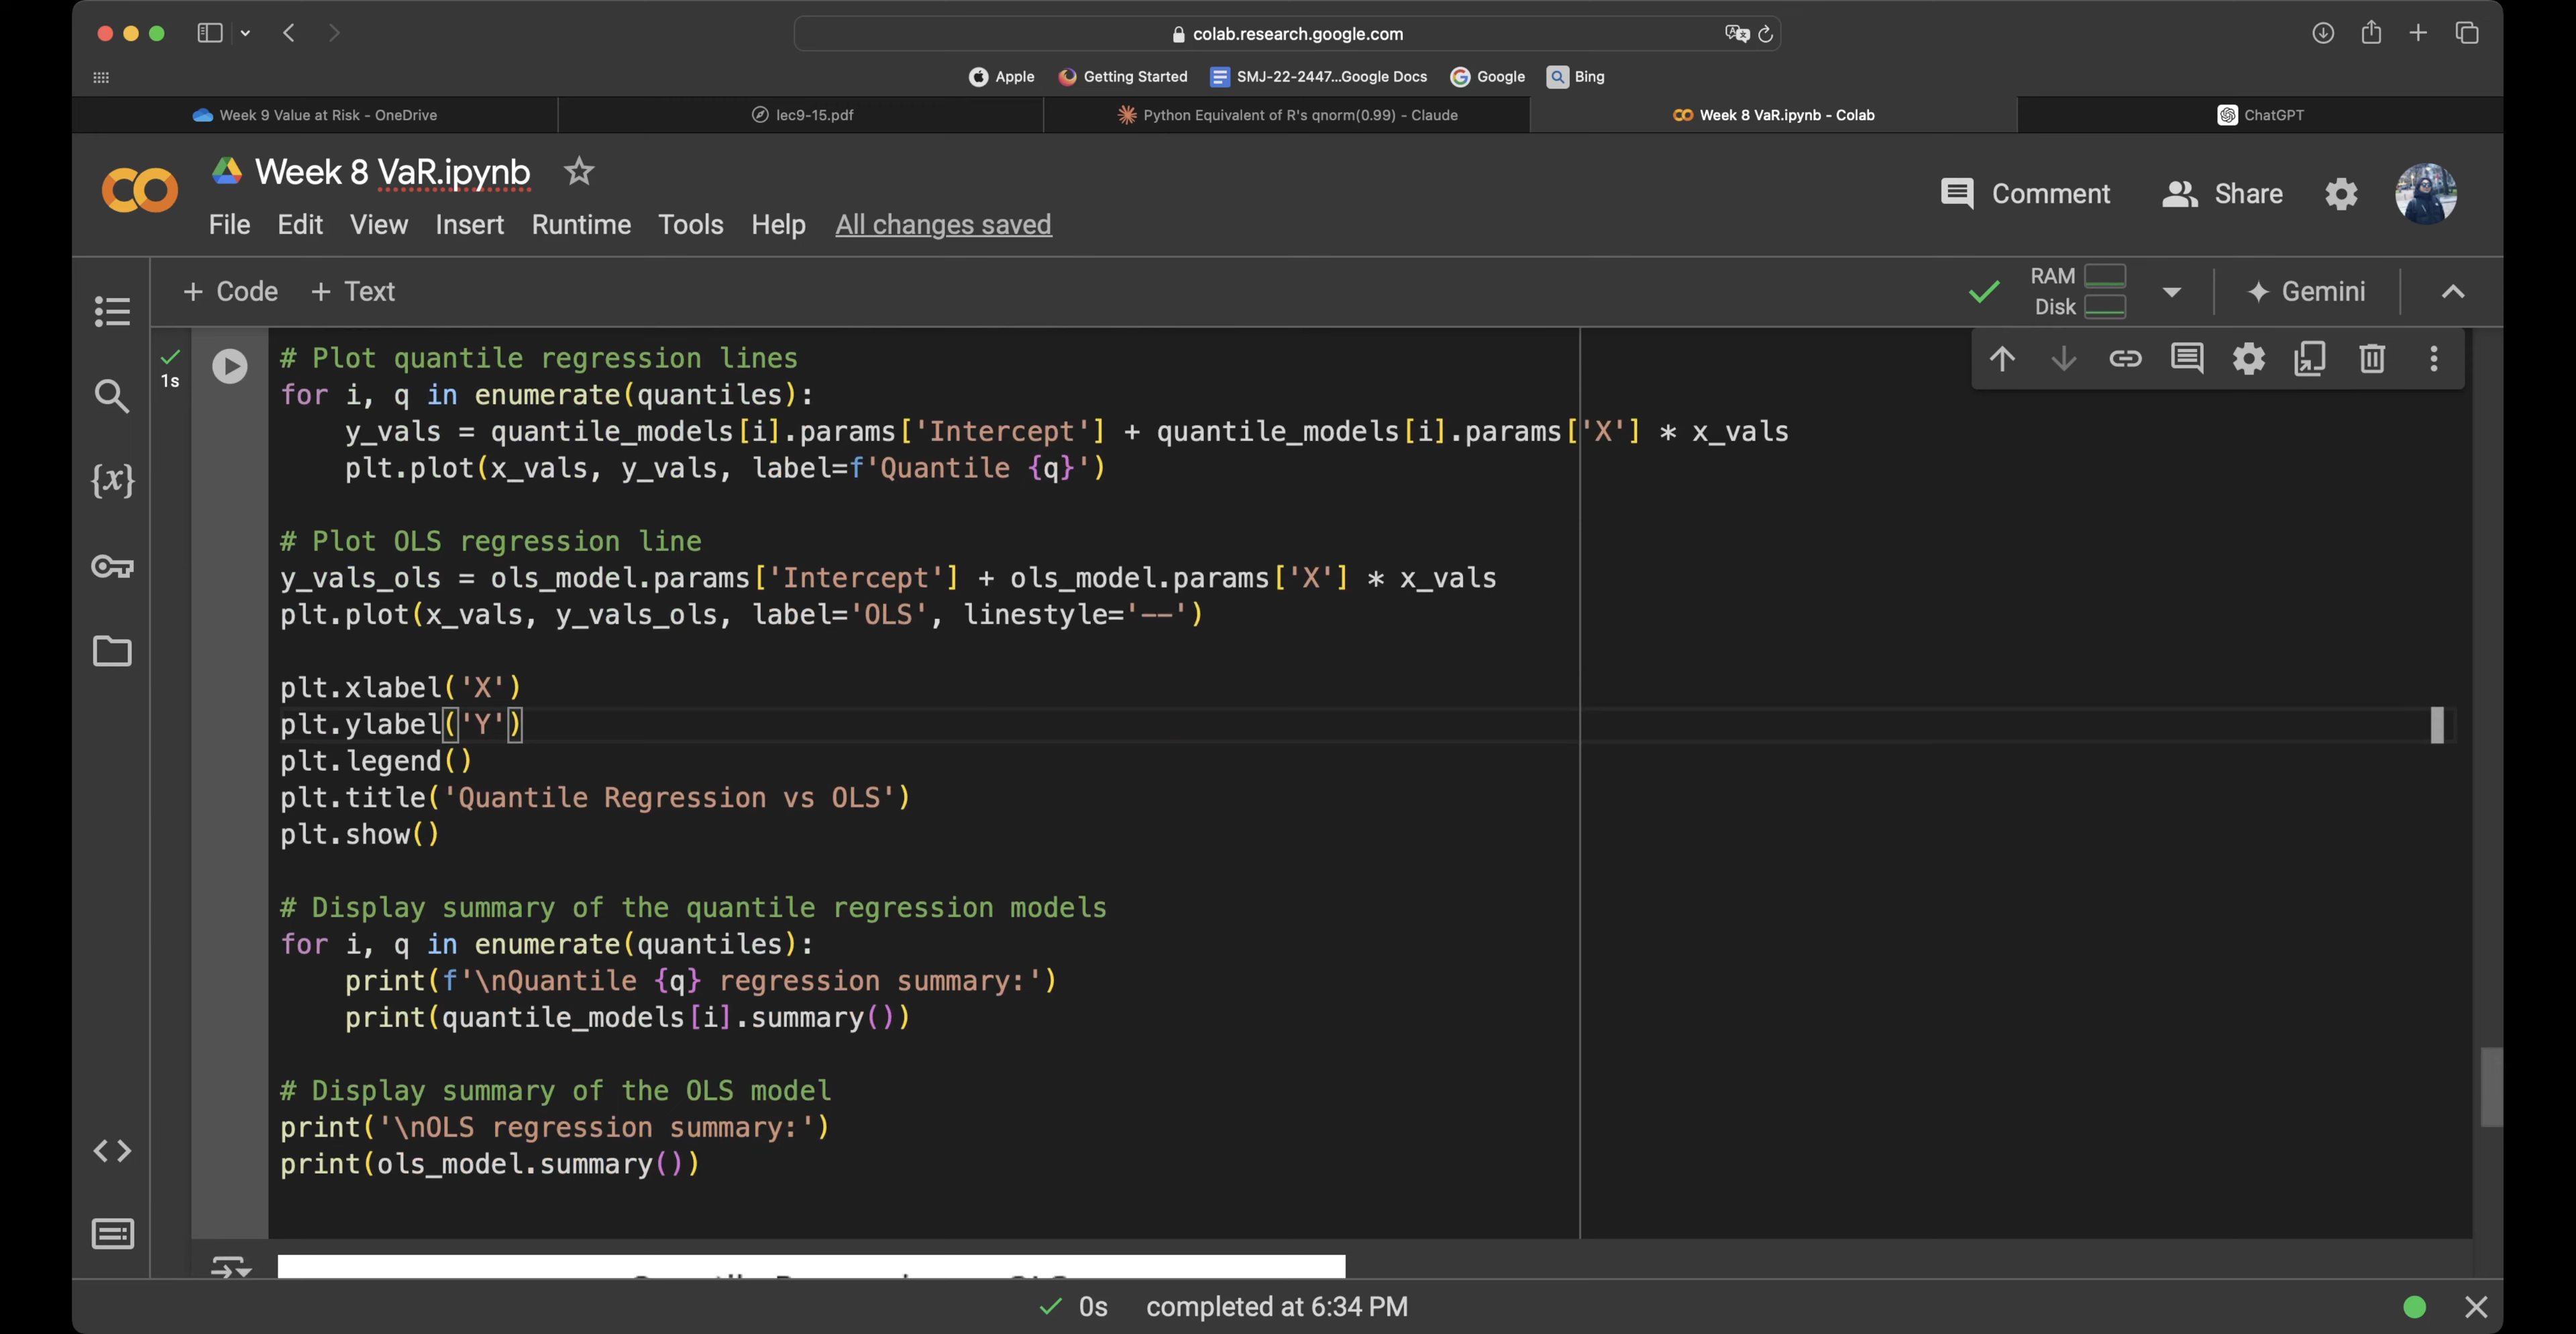 colab.research.google.com
Apple Getting Started SMJ-22-2447...Google Docs Google Bing
Week 9 Value at Risk - OneDrive lec9-15.pdf Python Equivalent of R's qnorm(0.99) - Claude Week 8 VaR.ipynb - Colab ChatGPT
Week 8 VaR.ipynb
Comment Share
File Edit View Insert Runtime Tools Help All changes saved
+ Code + Text
RAM
Disk
Gemini
1s
# Plot quantile regression lines
for i, q in enumerate(quantiles):
    y_vals = quantile_models[i].params['Intercept'] + quantile_models[i].params['X'] * x_vals
    plt.plot(x_vals, y_vals, label=f'Quantile {q}')
# Plot OLS regression line
y_vals_ols = ols_model.params['Intercept'] + ols_model.params['X'] * x_vals
plt.plot(x_vals, y_vals_ols, label='OLS', linestyle='--')
plt.xlabel('X')
plt.ylabel('Y')
plt.legend()
plt.title('Quantile Regression vs OLS')
plt.show()
# Display summary of the quantile regression models
for i, q in enumerate(quantiles):
    print(f'\nQuantile {q} regression summary:')
    print(quantile_models[i].summary())
# Display summary of the OLS model
print('\nOLS regression summary:')
print(ols_model.summary())
0s completed at 6:34 PM